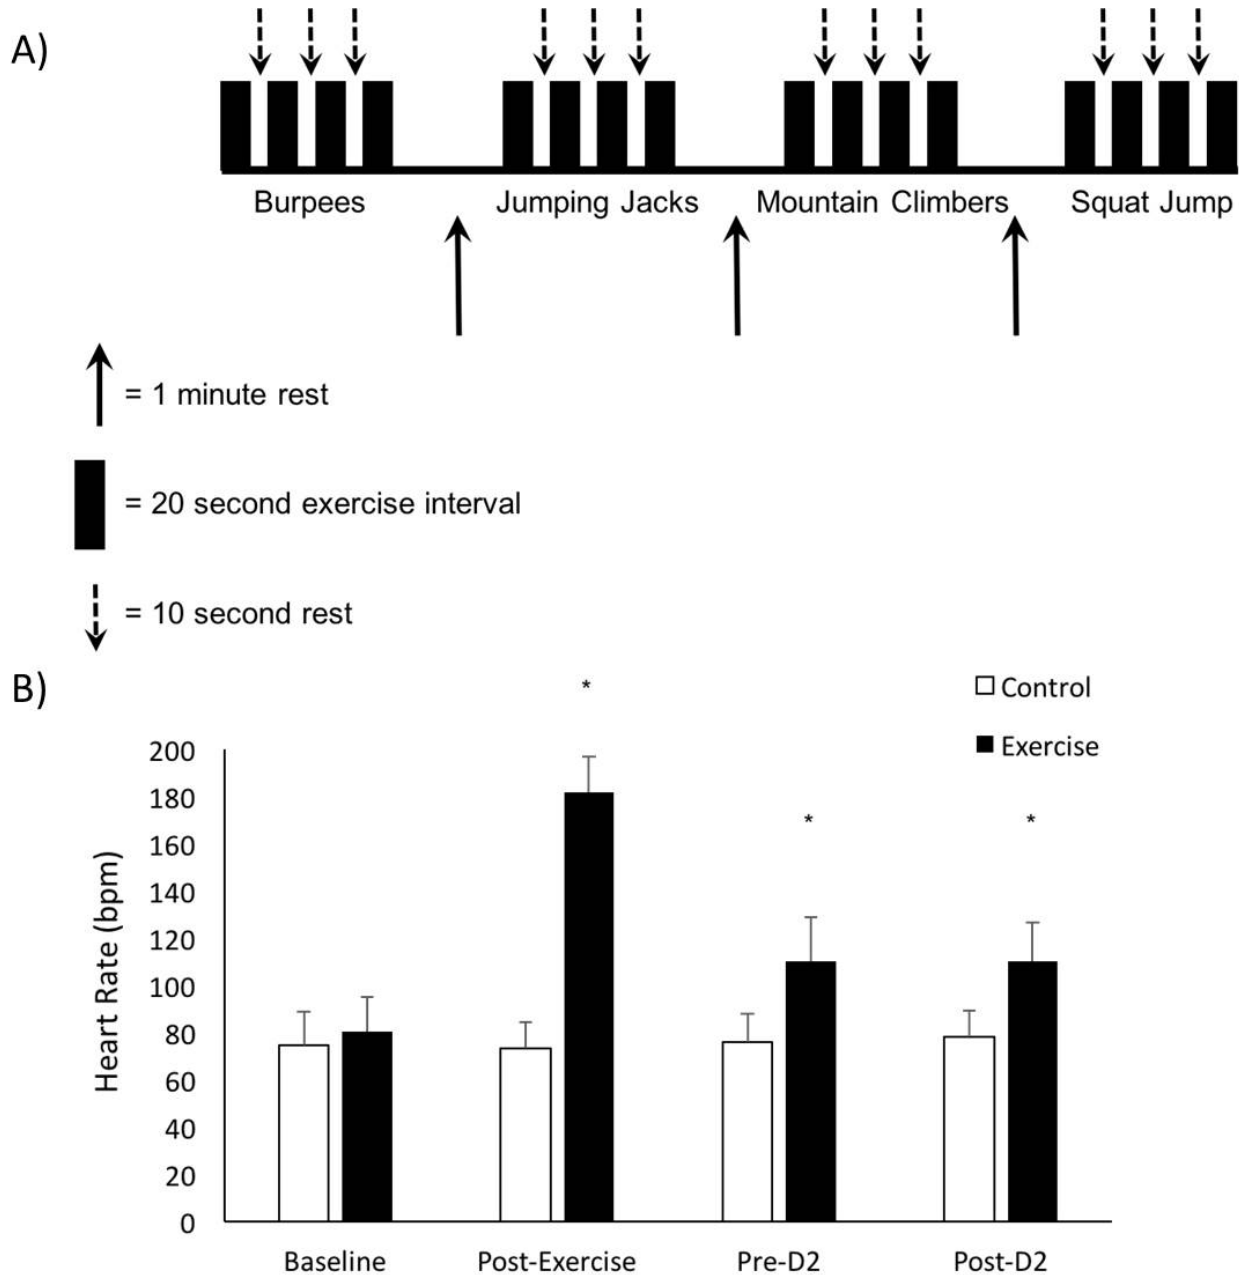 A)
Burpees Jumping Jacks Mountain Climbers Squat Jump
= 1 minute rest
= 20 second exercise interval
= 10 second rest
B)
Control
Exercise
*
*
*
Heart Rate (bpm)
200
180
160
140
120
100
80
60
40
20
0
Baseline Post-Exercise Pre-D2 Post-D2